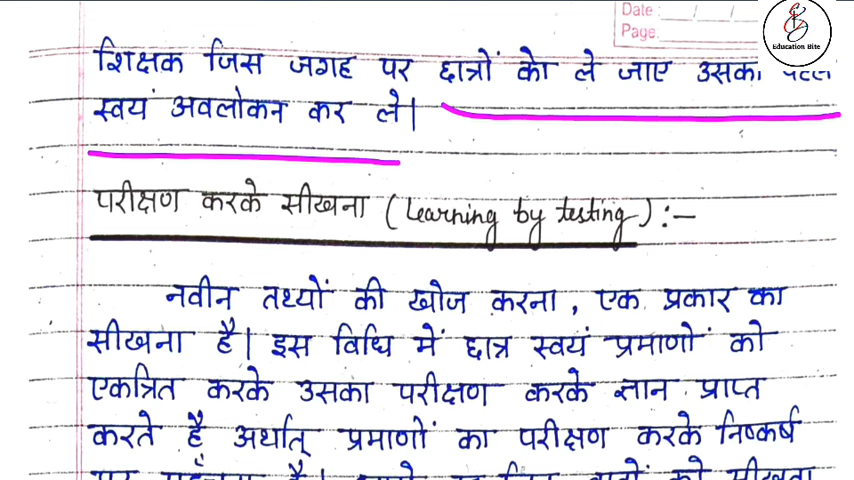 Date :
Page.
Education Bite
शिक्षक जिस जगह पर छात्रों को ले जाए उसका
स्वयं अवलोकन कर ले|
परीक्षण करके सीखना ( Learning by testing ) :-
नवीन तथ्यों की खोज करना , एक प्रकार का
सीखना है| इस विधि में छात्र स्वयं प्रमाणों को
एकत्रित करके उसका परीक्षण करके ज्ञान प्राप्त
करते है अर्थात् प्रमाणों का परीक्षण करके निष्कर्ष